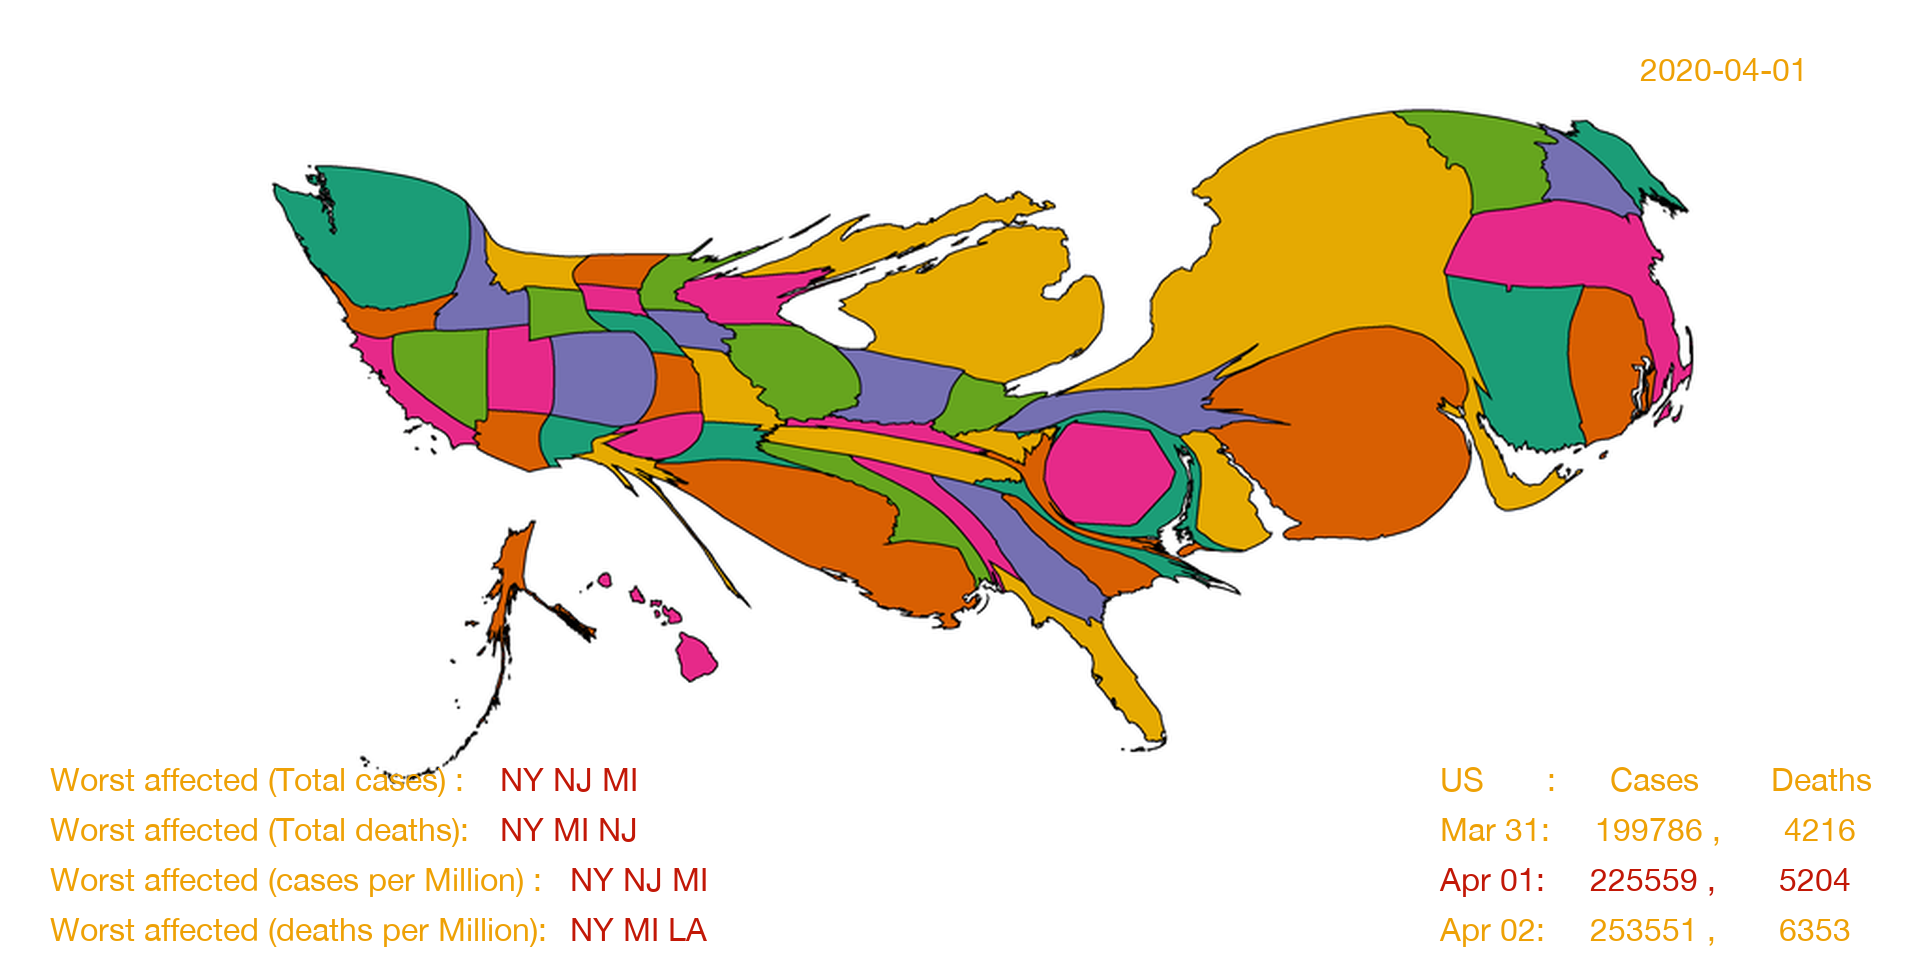 2020-04-01
Worst affected (Total cases) : NY NJ MI
Worst affected (Total deaths): NY MI NJ
Worst affected (cases per Million) : NY NJ MI
Worst affected (deaths per Million): NY MI LA
US : Cases Deaths
Mar 31: 199786 , 4216
Apr 01: 225559 , 5204
Apr 02: 253551 , 6353